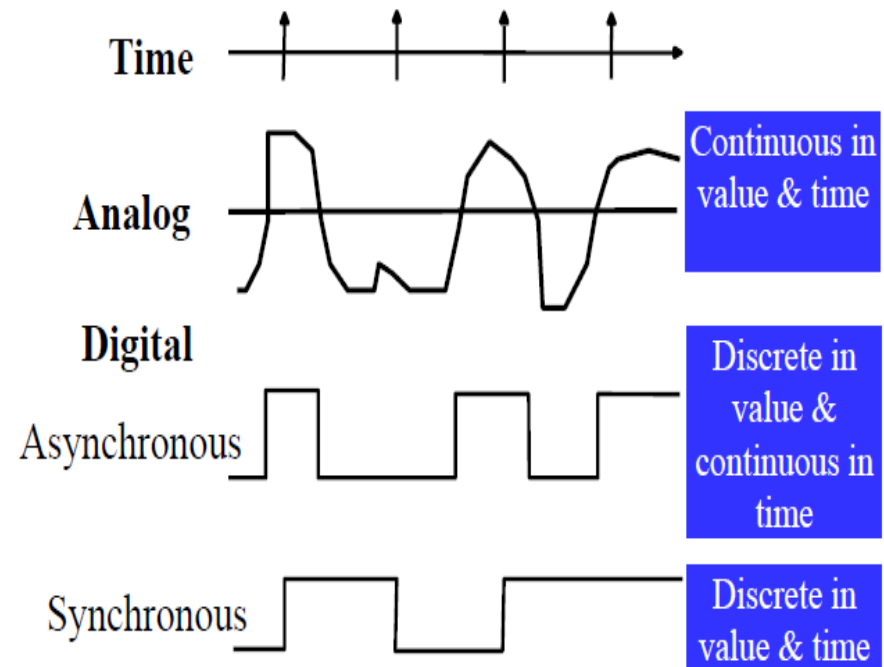 Time
Analog
Continuous in
value & time
Digital
Asynchronous
Discrete in
value &
continuous in
time
Synchronous
Discrete in
value & time